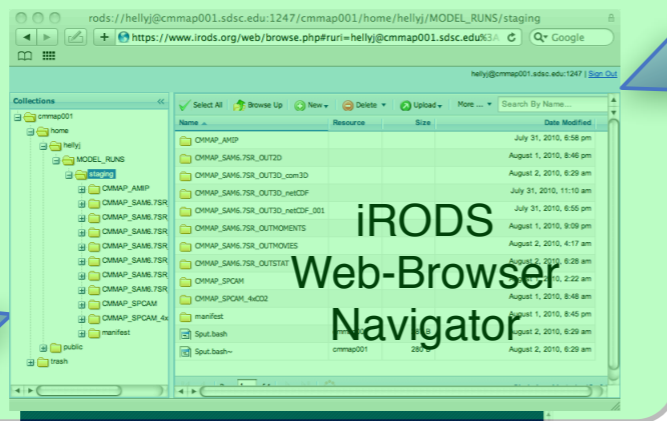 rods://hellyj@cmmap001.sdsc.edu:1247/cmmap001/home/hellyj/MODEL_RUNS/staging
https://www.irods.org/web/browse.php#ruri=hellyj@cmmap001.sdsc.edu%3A
Google
hellyj@cmmap001.sdsc.edu:1247 | Sign Out
Collections
cmmap001
home
hellyj
MODEL_RUNS
staging
CMMAP_AMIP
CMMAP_SAM6.7SR
CMMAP_SAM6.7SR
CMMAP_SAM6.7SR
CMMAP_SAM6.7SR
CMMAP_SAM6.7SR
CMMAP_SAM6.7SR
CMMAP_SAM6.7SR
CMMAP_SPCAM
CMMAP_SPCAM_4x
manifest
public
trash
Select All Browse Up New Delete Upload More ... Search By Name...
Name Resource Size Date Modified
CMMAP_AMIP July 31, 2010, 6:58 pm
CMMAP_SAM6.7SR_OUT2D August 1, 2010, 8:46 pm
CMMAP_SAM6.7SR_OUT3D_com3D August 2, 2010, 6:29 am
CMMAP_SAM6.7SR_OUT3D_netCDF July 31, 2010, 11:10 am
CMMAP_SAM6.7SR_OUT3D_netCDF_001 July 31, 2010, 6:55 pm
CMMAP_SAM6.7SR_OUTMOMENTS August 1, 2010, 9:09 pm
CMMAP_SAM6.7SR_OUTMOVIES August 2, 2010, 4:17 am
CMMAP_SAM6.7SR_OUTSTAT August 2, 2010, 6:28 am
CMMAP_SPCAM 2010, 2:22 am
CMMAP_SPCAM_4xCO2 August 1, 2010, 8:48 am
manifest August 1, 2010, 8:45 pm
Sput.bash B August 2, 2010, 6:29 am
Sput.bash~ cmmap001 280 B August 2, 2010, 6:29 am
iRODS
Web-Browser
Navigator